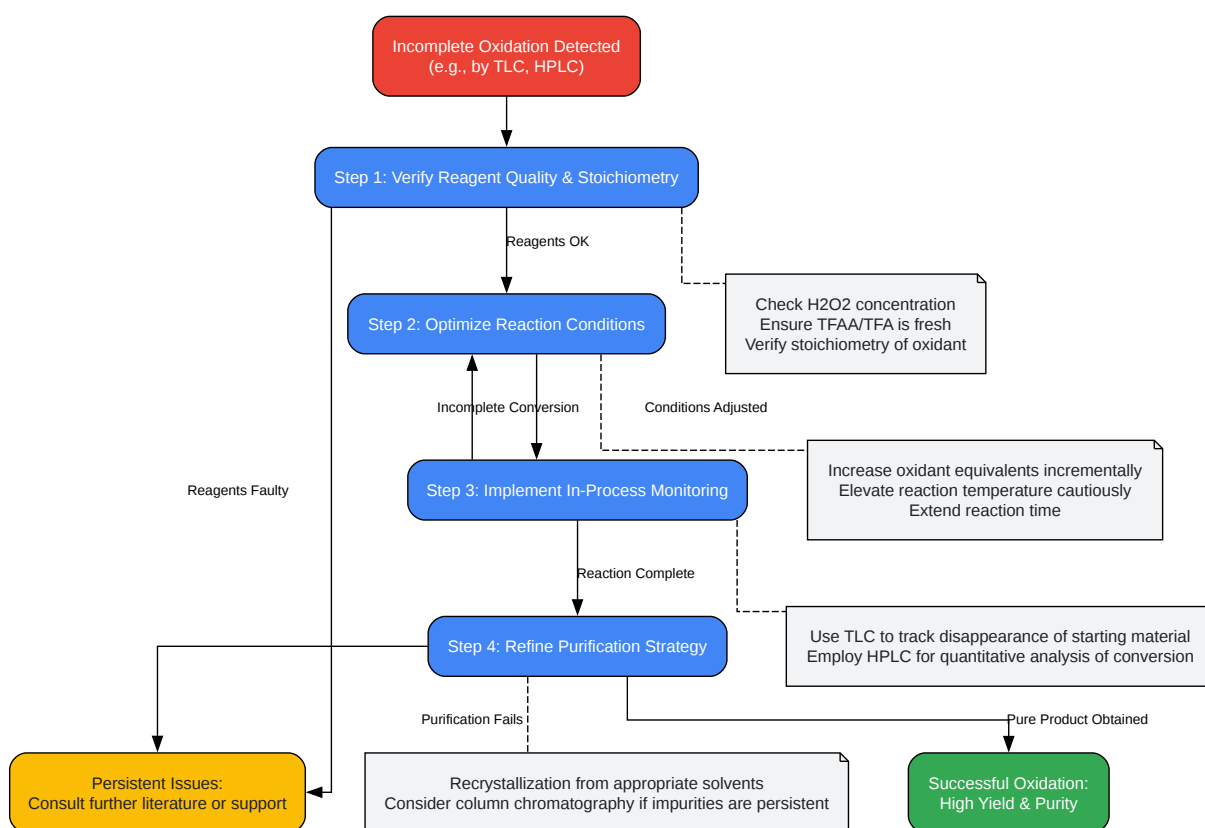 Incomplete Oxidation Detected
(e.g., by TLC, HPLC)
Step 1: Verify Reagent Quality & Stoichiometry
Reagents OK
Check H2O2 concentration
Ensure TFAA/TFA is fresh
Verify stoichiometry of oxidant
Step 2: Optimize Reaction Conditions
Incomplete Conversion
Conditions Adjusted
Increase oxidant equivalents incrementally
Elevate reaction temperature cautiously
Extend reaction time
Reagents Faulty
Step 3: Implement In-Process Monitoring
Reaction Complete
Use TLC to track disappearance of starting material
Employ HPLC for quantitative analysis of conversion
Step 4: Refine Purification Strategy
Purification Fails
Pure Product Obtained
Persistent Issues:
Consult further literature or support
Recrystallization from appropriate solvents
Consider column chromatography if impurities are persistent
Successful Oxidation:
High Yield & Purity